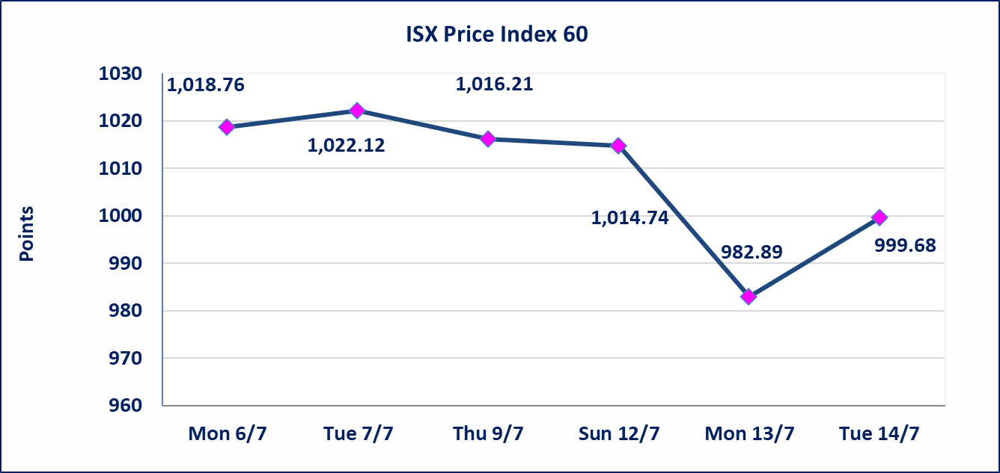 ISX Price Index 60
Points
1030
1020
1010
1000
990
980
970
960
1,018.76
1,022.12
1,016.21
1,014.74
982.89
999.68
Mon 6/7
Tue 7/7
Thu 9/7
Sun 12/7
Mon 13/7
Tue 14/7